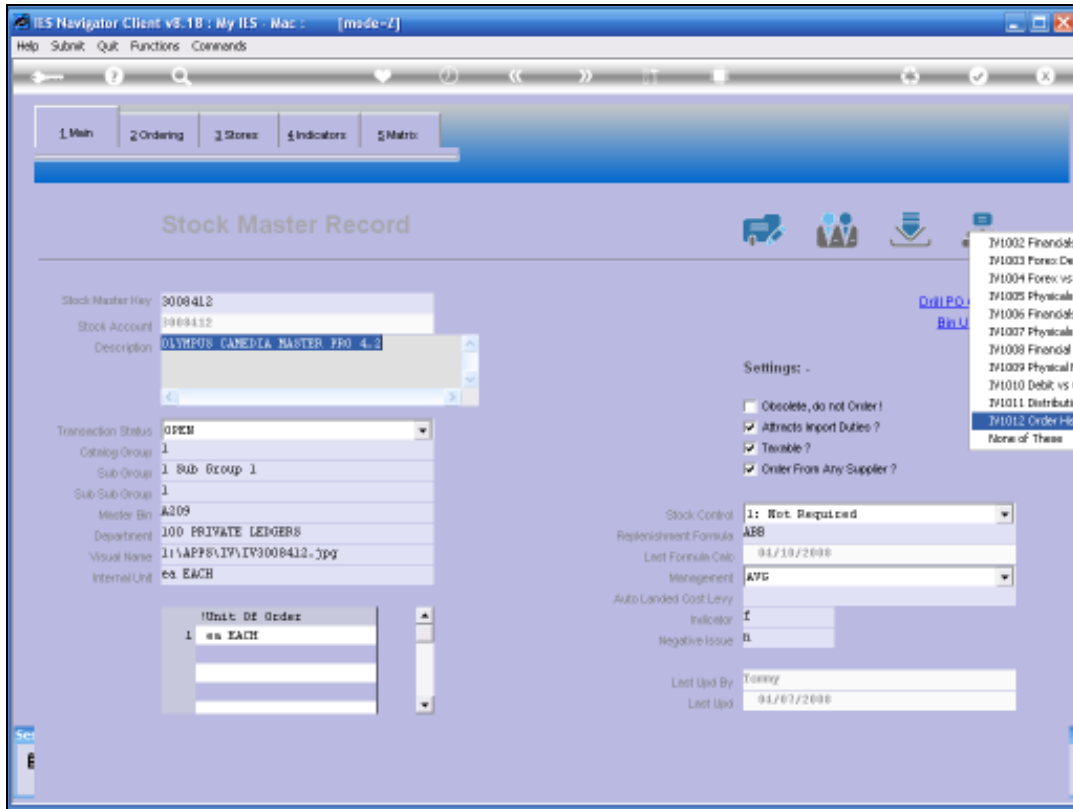 IES Navigator Client v8.18 : My IES - Mac : [mode=Z]
Help Submit Quit Functions Commands
1 Main 2 Ordering 3 Stores 4 Indicators 5 Matrix
Stock Master Record
IV1002 Financials
IV1003 Forex De
IV1004 Forex vs
IV1005 Physicals
IV1006 Financials
IV1007 Physicals
IV1008 Financial
IV1009 Physical
IV1010 Debit vs
IV1011 Distributi
IV1012 Order His
None of These
Drill PO
Bin U
Stock Master Key 3008412
Stock Account 3008412
Description OLYMPUS CAMEDIA MASTER PRO 4.2
Transaction Status OPEN
Catalog Group 1
Sub Group 1 Sub Group 1
Sub Sub Group 1
Master Bin A209
Department 100 PRIVATE LEDGERS
Visual Name 1:\APPS\IV\IV3008412.jpg
Internal Unit ea EACH
!Unit Of Order
1 ea EACH
Settings: -
Obsolete, do not Order !
Attracts Import Duties ?
Taxable ?
Order From Any Supplier ?
Stock Control 1: Not Required
Replenishment Formula ABB
Last Formula Calc 04/10/2008
Management AVG
Auto Landed Cost Levy
Indicator f
Negative Issue n
Last Upd By Tommy
Last Upd 04/07/2008
Se